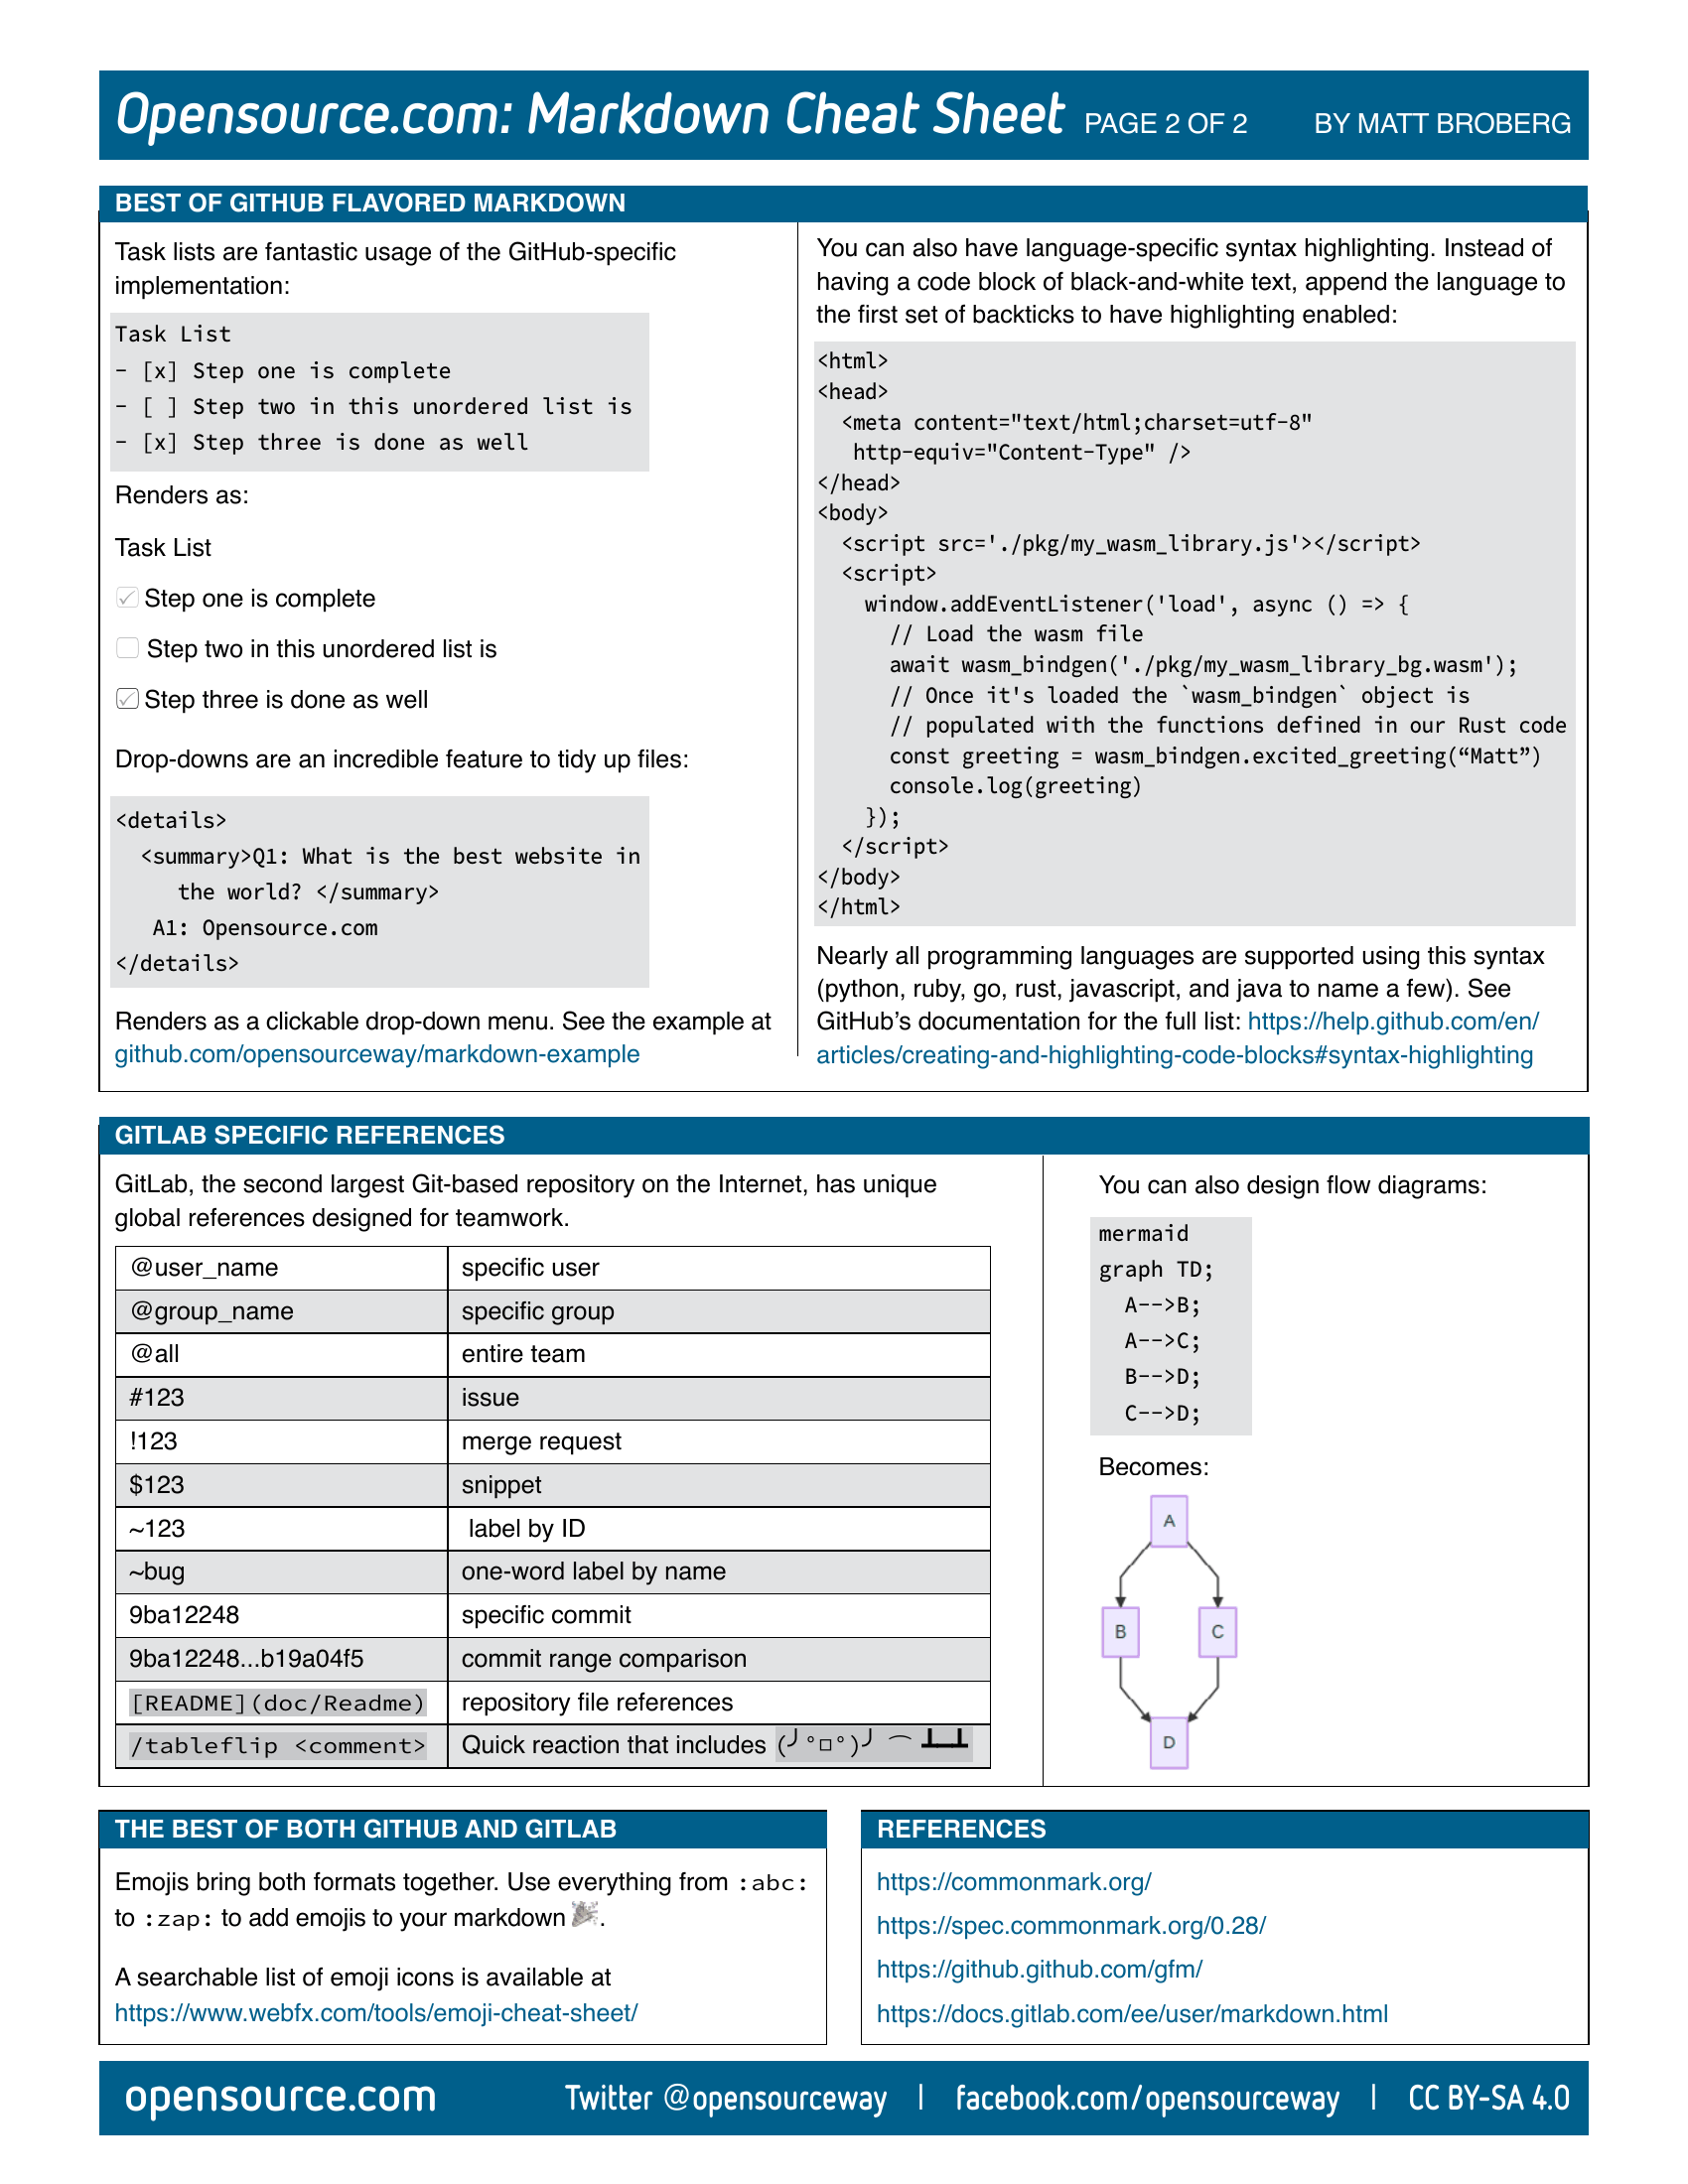 Opensource.com: Markdown Cheat Sheet PAGE 2 OF 2 BY MATT BROBERG
BEST OF GITHUB FLAVORED MARKDOWN
Task lists are fantastic usage of the GitHub-specific
implementation:
Task List
- [x] Step one is complete
- [ ] Step two in this unordered list is
- [x] Step three is done as well
Renders as:
Task List
Step one is complete
Step two in this unordered list is
Step three is done as well
Drop-downs are an incredible feature to tidy up files:
<details>
<summary>Q1: What is the best website in
the world? </summary>
A1: Opensource.com
</details>
Renders as a clickable drop-down menu. See the example at
github.com/opensourceway/markdown-example
You can also have language-specific syntax highlighting. Instead of
having a code block of black-and-white text, append the language to
the first set of backticks to have highlighting enabled:
<html>
<head>
<meta content="text/html;charset=utf-8"
http-equiv="Content-Type" />
</head>
<body>
<script src='./pkg/my_wasm_library.js'></script>
<script>
window.addEventListener('load', async () => {
// Load the wasm file
await wasm_bindgen('./pkg/my_wasm_library_bg.wasm');
// Once it's loaded the `wasm_bindgen` object is
// populated with the functions defined in our Rust code
const greeting = wasm_bindgen.excited_greeting(“Matt”)
console.log(greeting)
});
</script>
</body>
</html>
Nearly all programming languages are supported using this syntax
(python, ruby, go, rust, javascript, and java to name a few). See
GitHub’s documentation for the full list: https://help.github.com/en/
articles/creating-and-highlighting-code-blocks#syntax-highlighting
GITLAB SPECIFIC REFERENCES
GitLab, the second largest Git-based repository on the Internet, has unique
global references designed for teamwork.
@user_name specific user
@group_name specific group
@all entire team
#123 issue
!123 merge request
$123 snippet
~123 label by ID
~bug one-word label by name
9ba12248 specific commit
9ba12248...b19a04f5 commit range comparison
[README](doc/Readme) repository file references
/tableflip <comment> Quick reaction that includes (╯°□°)╯ ⌒ ┻━┻
You can also design flow diagrams:
mermaid
graph TD;
A-->B;
A-->C;
B-->D;
C-->D;
Becomes:
A
B C
D
THE BEST OF BOTH GITHUB AND GITLAB
Emojis bring both formats together. Use everything from :abc:
to :zap: to add emojis to your markdown 🎉.
A searchable list of emoji icons is available at
https://www.webfx.com/tools/emoji-cheat-sheet/
REFERENCES
https://commonmark.org/
https://spec.commonmark.org/0.28/
https://github.github.com/gfm/
https://docs.gitlab.com/ee/user/markdown.html
opensource.com Twitter @opensourceway | facebook.com/opensourceway | CC BY-SA 4.0